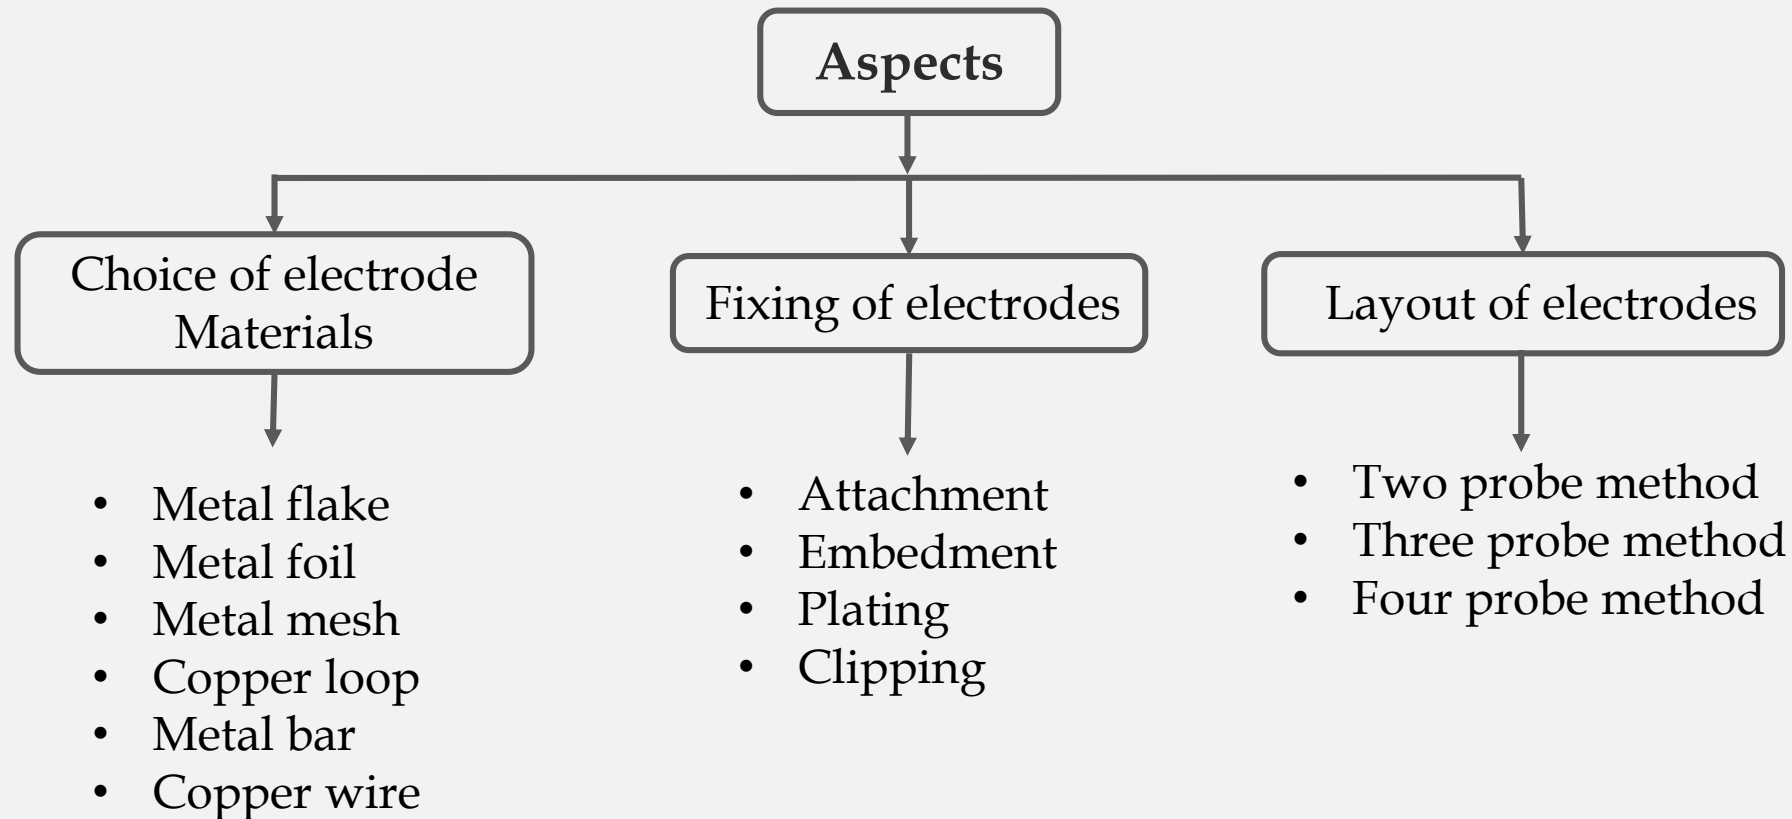 Aspects
Choice of electrode
Materials
• Metal flake
• Metal foil
• Metal mesh
• Copper loop
• Metal bar
• Copper wire
Fixing of electrodes
• Attachment
• Embedment
• Plating
• Clipping
Layout of electrodes
• Two probe method
• Three probe method
• Four probe method